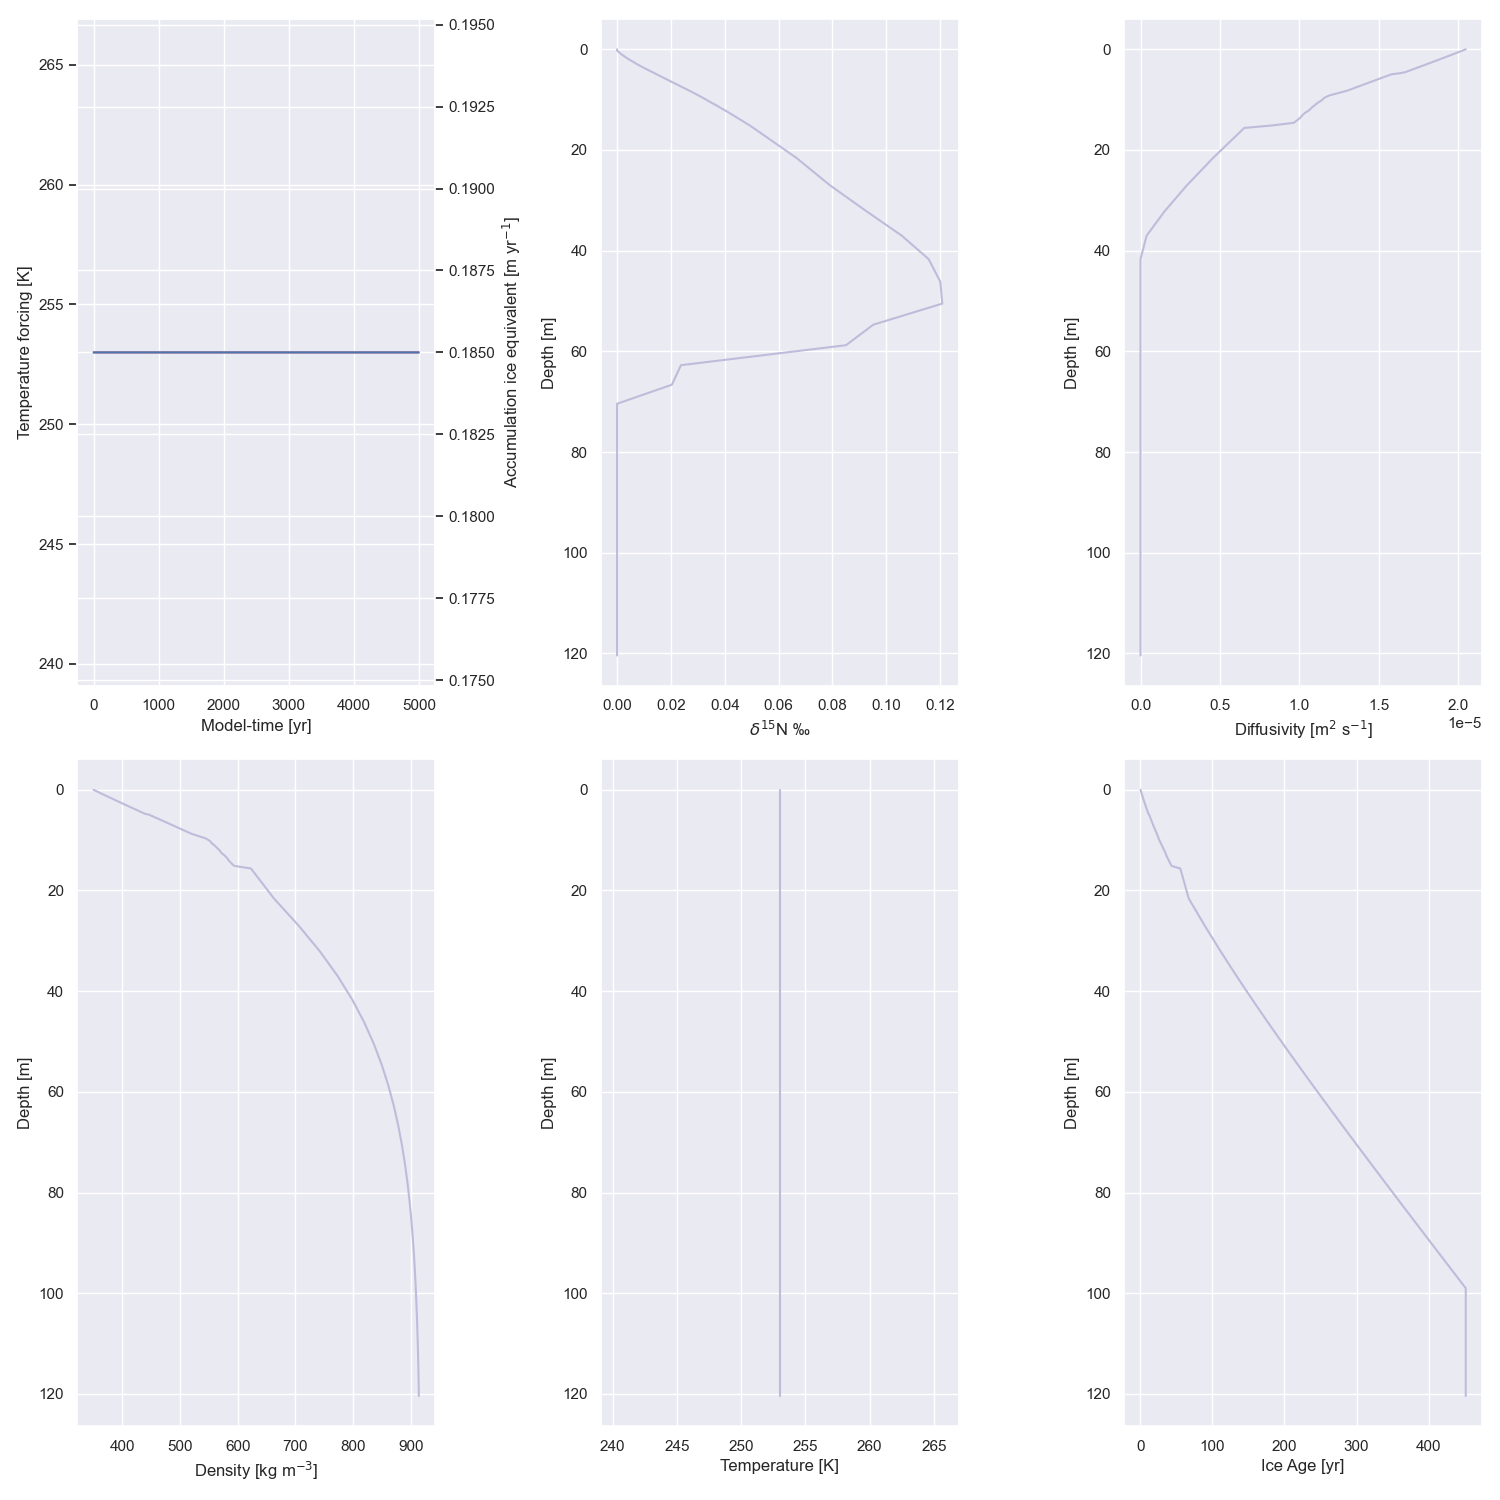 265
260
255
250
245
240
Temperature forcing [K]
0.1950
0.1925
0.1900
0.1875
0.1850
0.1825
0.1800
0.1775
0.1750
Accumulation ice equivalent [m yr⁻¹]
0 1000 2000 3000 4000 5000
Model-time [yr]
0
20
40
60
80
100
120
Depth [m]
0.00 0.02 0.04 0.06 0.08 0.10 0.12
δ¹⁵N ‰
0
20
40
60
80
100
120
Depth [m]
0.0 0.5 1.0 1.5 2.0
1e−5
Diffusivity [m² s⁻¹]
0
20
40
60
80
100
120
Depth [m]
400 500 600 700 800 900
Density [kg m⁻³]
0
20
40
60
80
100
120
Depth [m]
240 245 250 255 260 265
Temperature [K]
0
20
40
60
80
100
120
Depth [m]
0 100 200 300 400
Ice Age [yr]